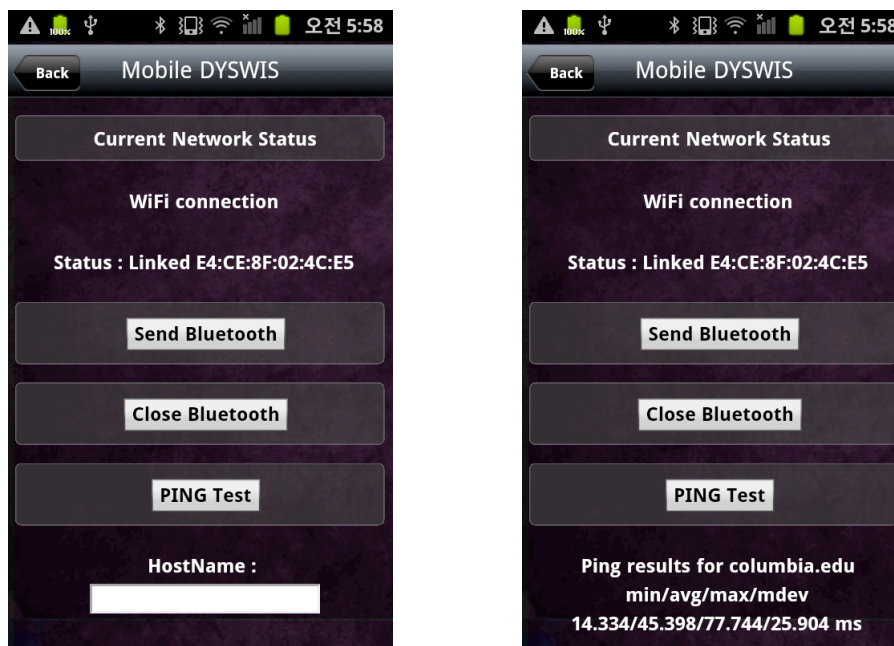 100%
오전 5:58
Back
Mobile DYSWIS
Current Network Status
WiFi connection
Status : Linked E4:CE:8F:02:4C:E5
Send Bluetooth
Close Bluetooth
PING Test
HostName :
100%
오전 5:58
Back
Mobile DYSWIS
Current Network Status
WiFi connection
Status : Linked E4:CE:8F:02:4C:E5
Send Bluetooth
Close Bluetooth
PING Test
Ping results for columbia.edu
min/avg/max/mdev
14.334/45.398/77.744/25.904 ms